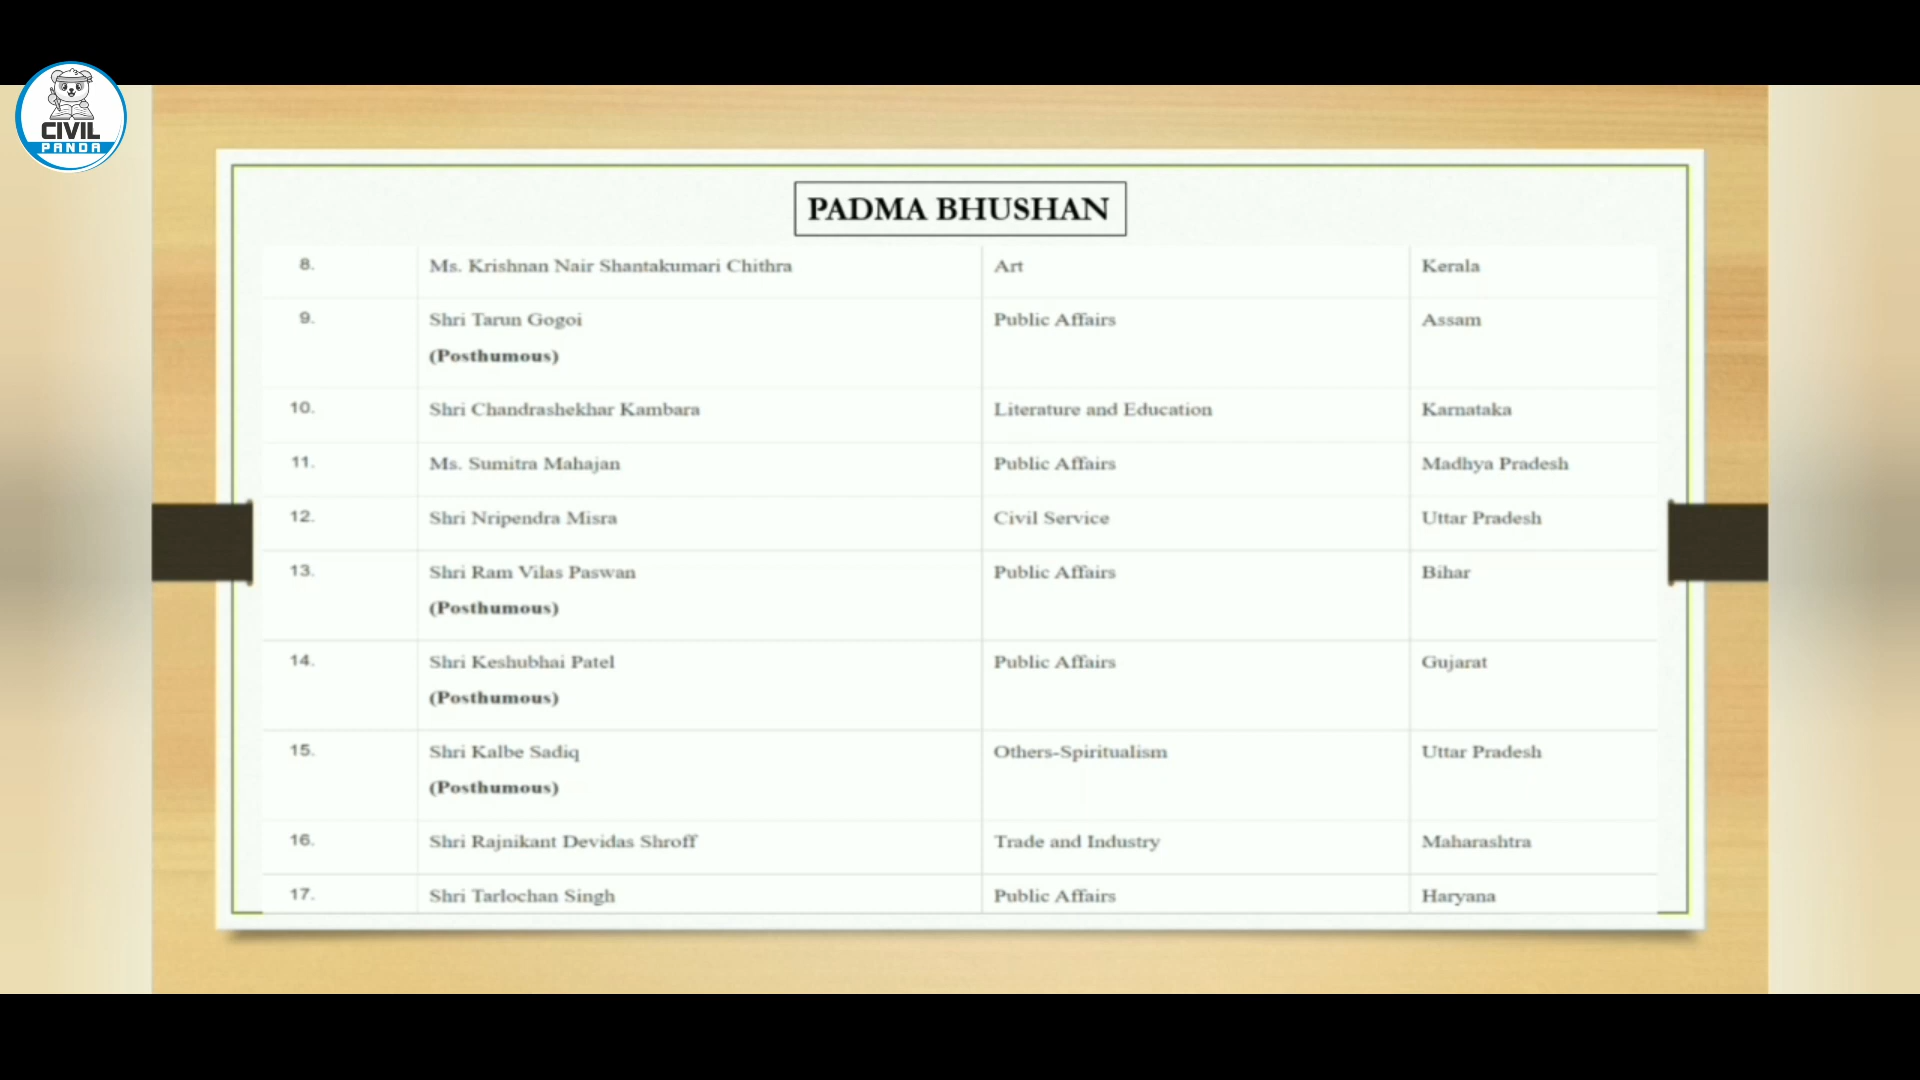 CIVIL
PANDA
PADMA BHUSHAN
8. Ms. Krishnan Nair Shantakumari Chithra Art Kerala
9. Shri Tarun Gogoi Public Affairs Assam
(Posthumous)
10. Shri Chandrashekhar Kambara Literature and Education Karnataka
11. Ms. Sumitra Mahajan Public Affairs Madhya Pradesh
12. Shri Nripendra Misra Civil Service Uttar Pradesh
13. Shri Ram Vilas Paswan Public Affairs Bihar
(Posthumous)
14. Shri Keshubhai Patel Public Affairs Gujarat
(Posthumous)
15. Shri Kalbe Sadiq Others-Spiritualism Uttar Pradesh
(Posthumous)
16. Shri Rajnikant Devidas Shroff Trade and Industry Maharashtra
17. Shri Tarlochan Singh Public Affairs Haryana